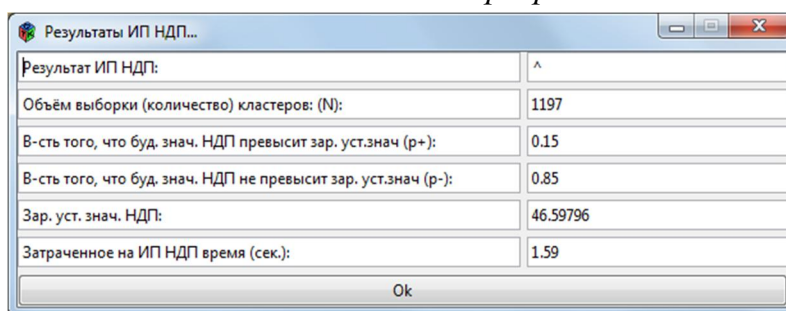 Результаты ИП НДП...
Результат ИП НДП: ^
Объём выборки (количество) кластеров: (N): 1197
В-сть того, что буд. знач. НДП превысит зар. уст.знач (p+): 0.15
В-сть того, что буд. знач. НДП не превысит зар. уст.знач (p-): 0.85
Зар. уст. знач. НДП: 46.59796
Затраченное на ИП НДП время (сек.): 1.59
Ok